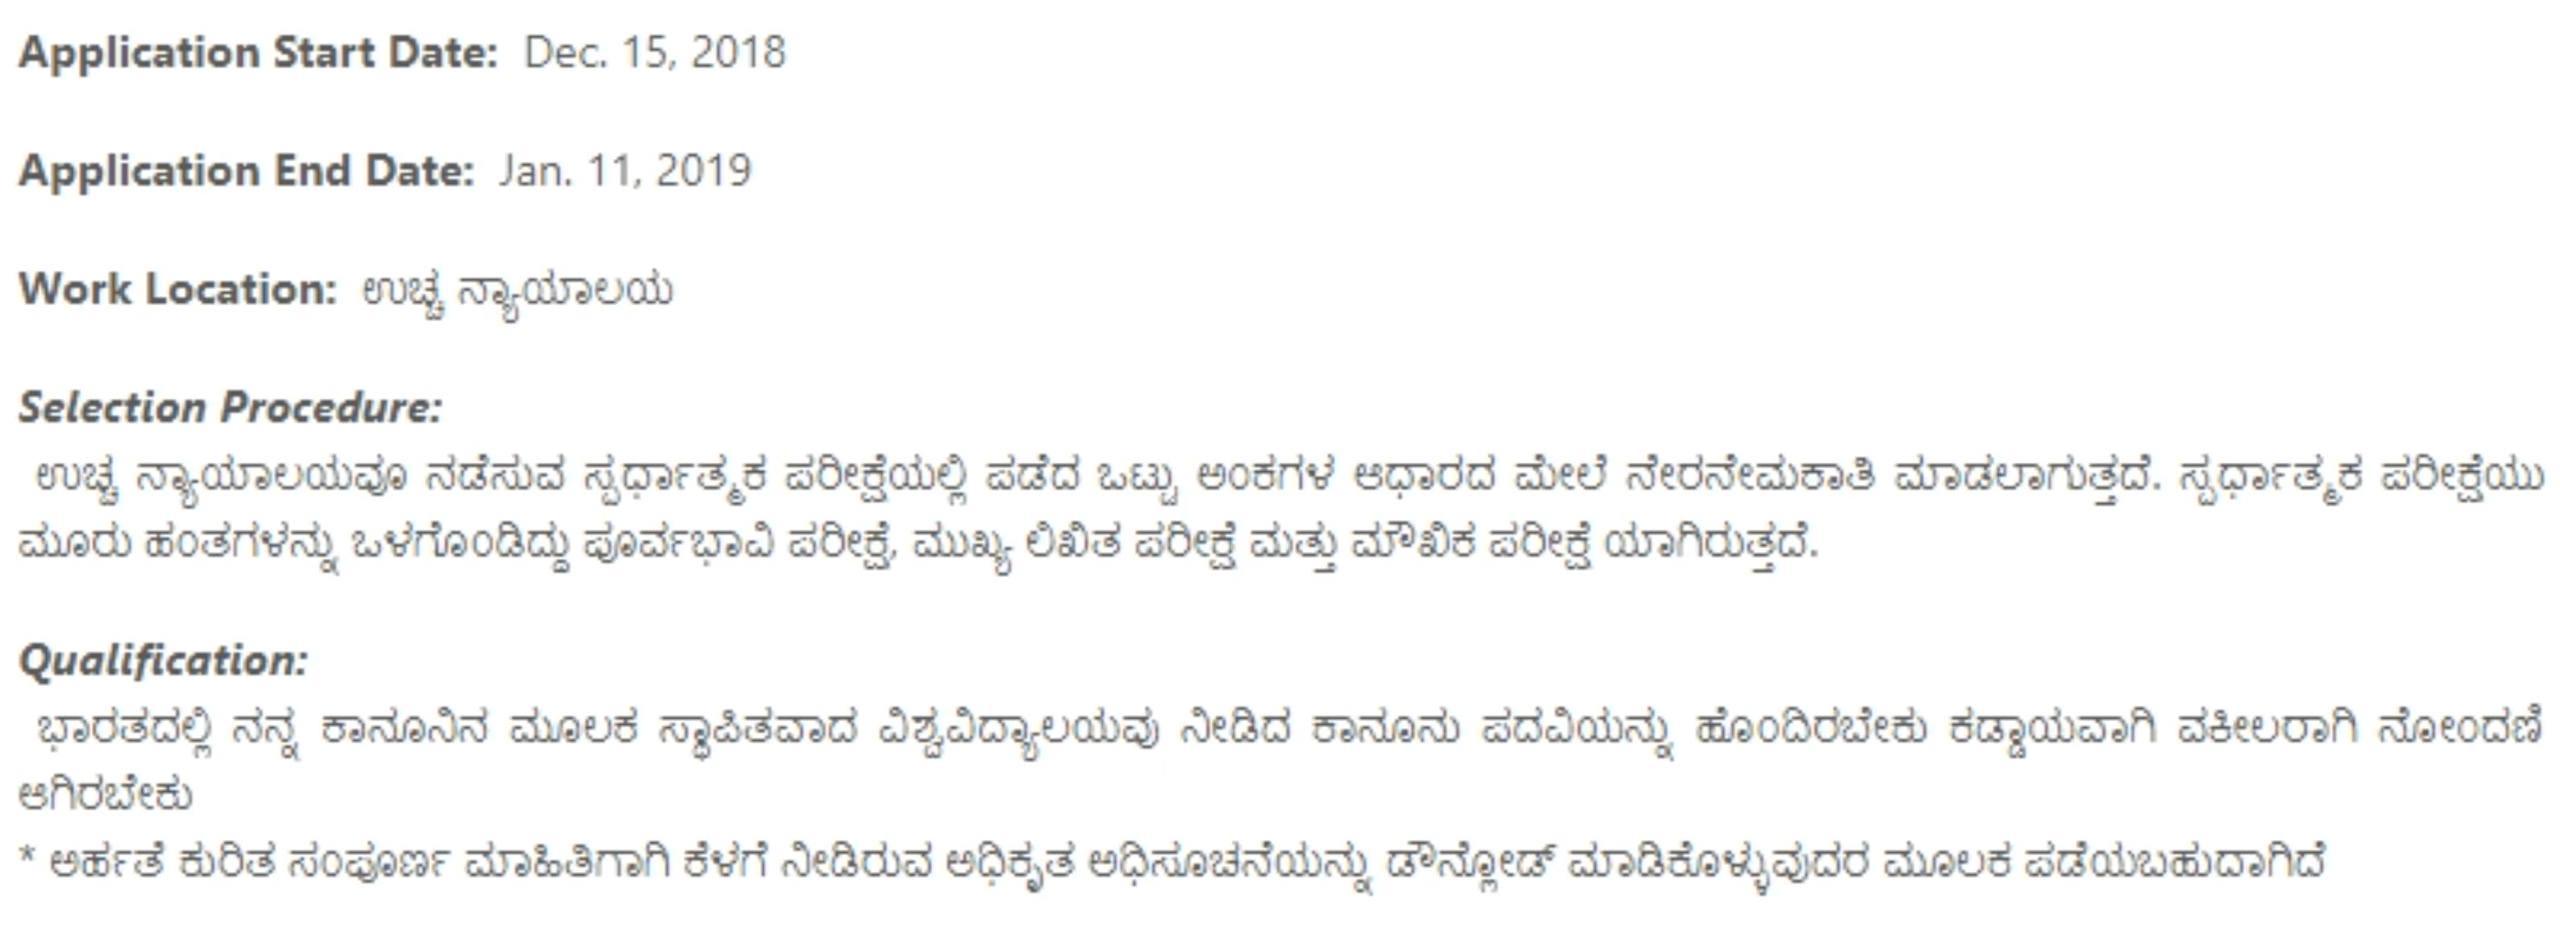 Application Start Date: Dec. 15, 2018
Application End Date: Jan. 11, 2019
Work Location: ಉಚ್ಚ ನ್ಯಾಯಾಲಯ
Selection Procedure:
ಉಚ್ಚ ನ್ಯಾಯಾಲಯವೂ ನಡೆಸುವ ಸ್ಪರ್ಧಾತ್ಮಕ ಪರೀಕ್ಷೆಯಲ್ಲಿ ಪಡೆದ ಒಟ್ಟು ಅಂಕಗಳ ಆಧಾರದ ಮೇಲೆ ನೇರನೇಮಕಾತಿ ಮಾಡಲಾಗುತ್ತದೆ. ಸ್ಪರ್ಧಾತ್ಮಕ ಪರೀಕ್ಷೆಯು
ಮೂರು ಹಂತಗಳನ್ನು ಒಳಗೊಂಡಿದ್ದು ಪೂರ್ವಭಾವಿ ಪರೀಕ್ಷೆ, ಮುಖ್ಯ ಲಿಖಿತ ಪರೀಕ್ಷೆ ಮತ್ತು ಮೌಖಿಕ ಪರೀಕ್ಷೆ ಯಾಗಿರುತ್ತದೆ.
Qualification:
ಭಾರತದಲ್ಲಿ ನನ್ನ ಕಾನೂನಿನ ಮೂಲಕ ಸ್ಥಾಪಿತವಾದ ವಿಶ್ವವಿದ್ಯಾಲಯವು ನೀಡಿದ ಕಾನೂನು ಪದವಿಯನ್ನು ಹೊಂದಿರಬೇಕು ಕಡ್ಡಾಯವಾಗಿ ವಕೀಲರಾಗಿ ನೋಂದಣಿ
ಆಗಿರಬೇಕು
* ಅರ್ಹತೆ ಕುರಿತ ಸಂಪೂರ್ಣ ಮಾಹಿತಿಗಾಗಿ ಕೆಳಗೆ ನೀಡಿರುವ ಅಧಿಕೃತ ಅಧಿಸೂಚನೆಯನ್ನು ಡೌನ್ಲೋಡ್ ಮಾಡಿಕೊಳ್ಳುವುದರ ಮೂಲಕ ಪಡೆಯಬಹುದಾಗಿದೆ